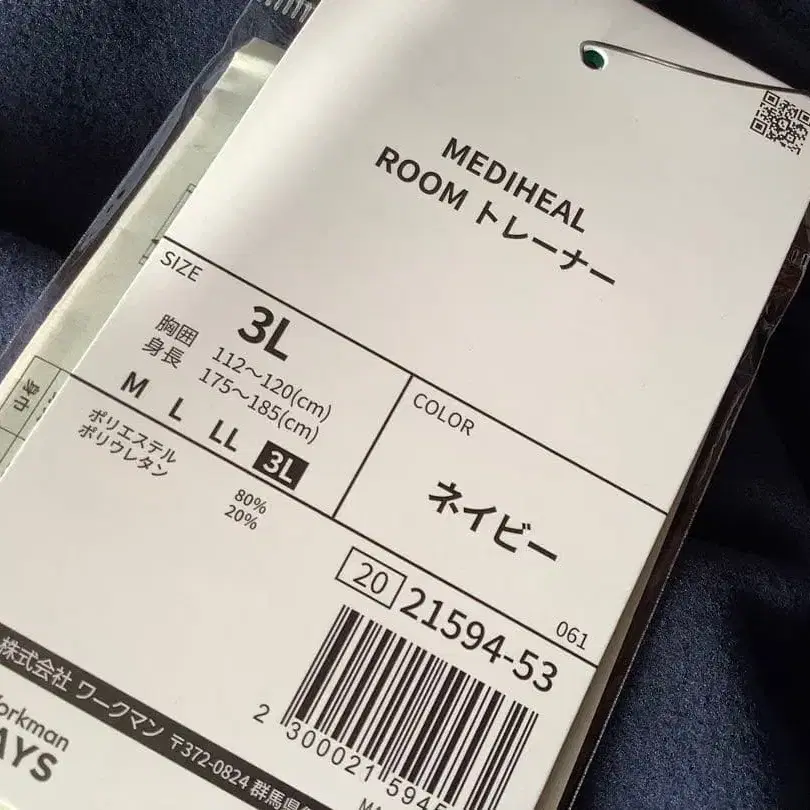 MEDIHEAL
ROOM トレーナー
SIZE
3L
胸囲 112～120(cm)
身長 175～185(cm)
M L LL 3L
COLOR
ネイビー
061
ポリエステル 80%
ポリウレタン 20%
20 21594-53
2 300021 5945
株式会社 ワークマン 〒372-0824 群馬県
orkman
AYS
身巾